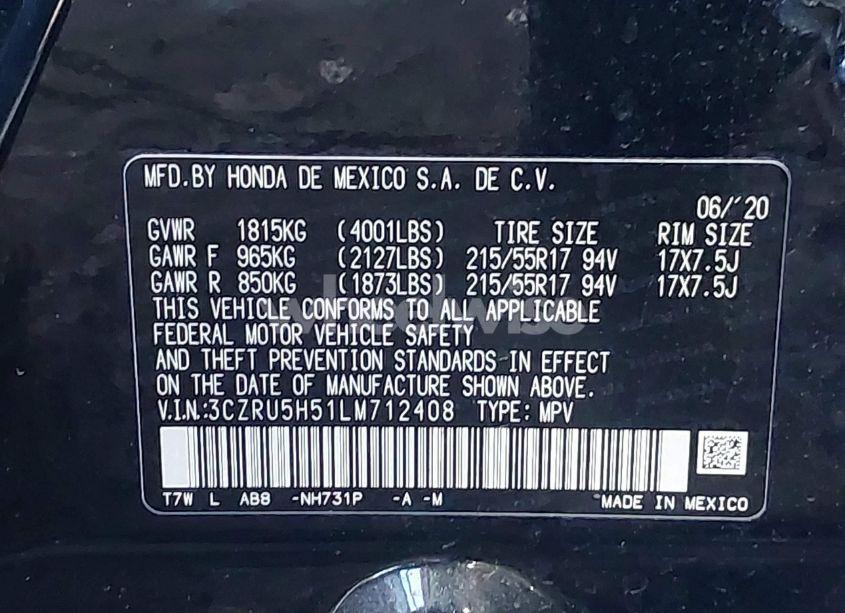 MFD.BY HONDA DE MEXICO S.A. DE C.V.
06/'20
GVWR 1815KG (4001LBS) TIRE SIZE RIM SIZE
GAWR F 965KG (2127LBS) 215/55R17 94V 17X7.5J
GAWR R 850KG (1873LBS) 215/55R17 94V 17X7.5J
THIS VEHICLE CONFORMS TO ALL APPLICABLE
FEDERAL MOTOR VEHICLE SAFETY
AND THEFT PREVENTION STANDARDS IN EFFECT
ON THE DATE OF MANUFACTURE SHOWN ABOVE.
V.I.N.:3CZRU5H51LM712408 TYPE: MPV
T7W L AB8 -NH731P -A -M
MADE IN MEXICO